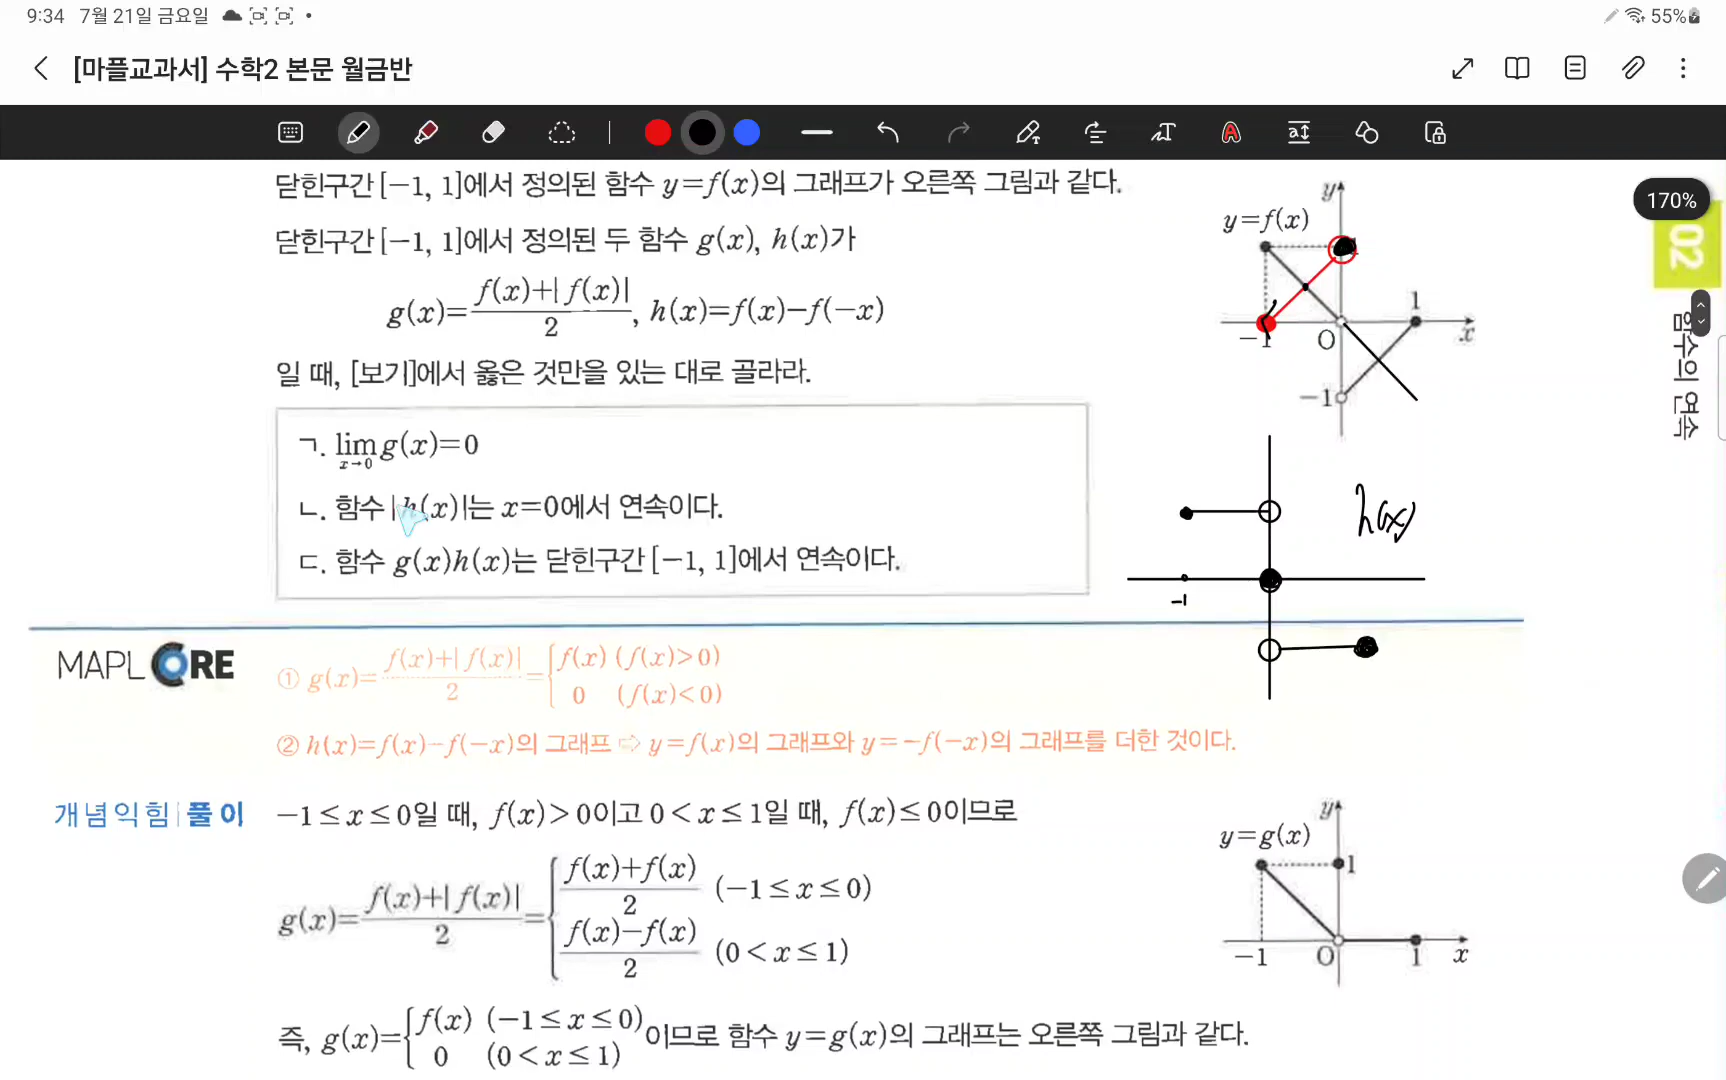 9:34 7월 21일 금요일
55%
[마플교과서] 수학2 본문 월금반
170%
닫힌구간 [−1, 1]에서 정의된 함수 y=f(x)의 그래프가 오른쪽 그림과 같다.
닫힌구간 [−1, 1]에서 정의된 두 함수 g(x), h(x)가
g(x)=\frac{f(x)+|f(x)|}{2}, h(x)=f(x)−f(−x)
일 때, [보기]에서 옳은 것만을 있는 대로 골라라.
y
y=f(x)
1
−1 O x
−1
02
함수의 연속
ㄱ. \lim_{x→0} g(x)=0
ㄴ. 함수 |h(x)|는 x=0에서 연속이다.
ㄷ. 함수 g(x)h(x)는 닫힌구간 [−1, 1]에서 연속이다.
h(x)
-1
MAPL CORE
① g(x)=\frac{f(x)+|f(x)|}{2}={f(x) (f(x)>0)
0 (f(x)<0)
② h(x)=f(x)−f(−x)의 그래프 ⇨ y=f(x)의 그래프와 y=−f(−x)의 그래프를 더한 것이다.
개념익힘 | 풀이 −1≤x≤0일 때, f(x)>0이고 0<x≤1일 때, f(x)≤0이므로
g(x)=\frac{f(x)+|f(x)|}{2}={\frac{f(x)+f(x)}{2} (−1≤x≤0)
\frac{f(x)−f(x)}{2} (0<x≤1)
y
y=g(x)
1
−1 O 1 x
즉, g(x)={f(x) (−1≤x≤0)
0 (0<x≤1) 이므로 함수 y=g(x)의 그래프는 오른쪽 그림과 같다.